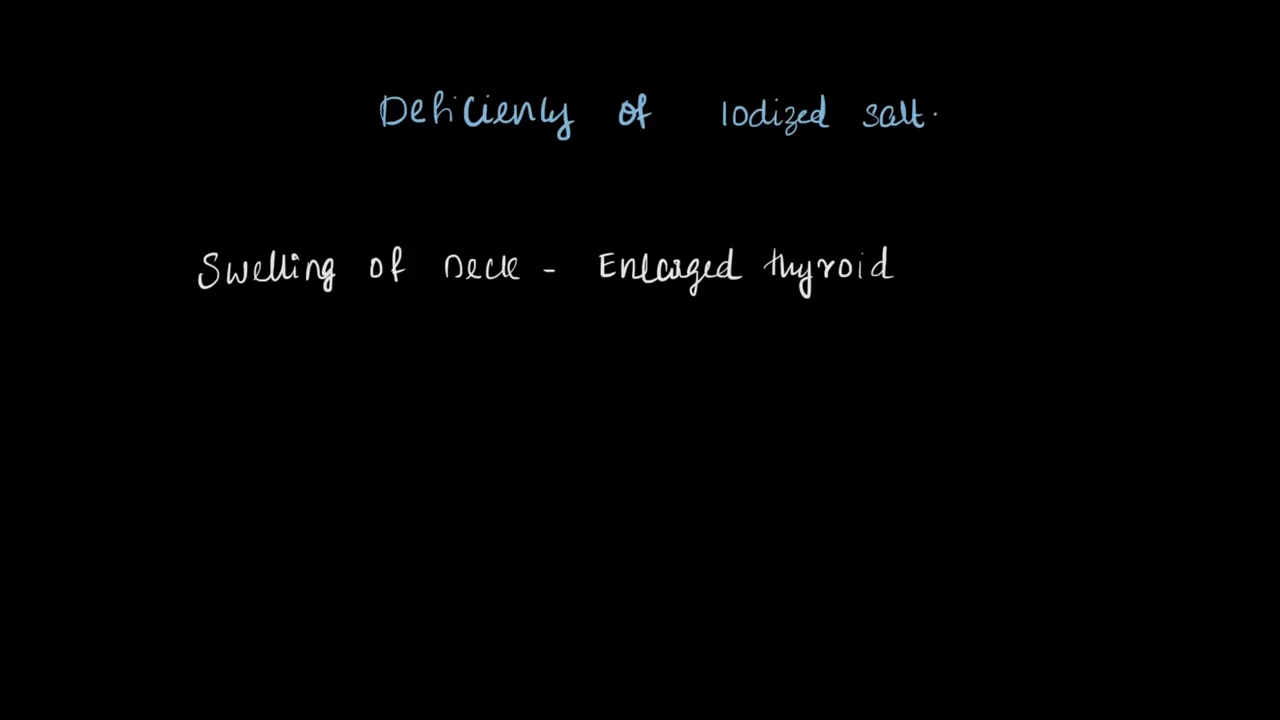 Deficiency of Iodized salt.
Swelling of neck - Enlarged thyroid